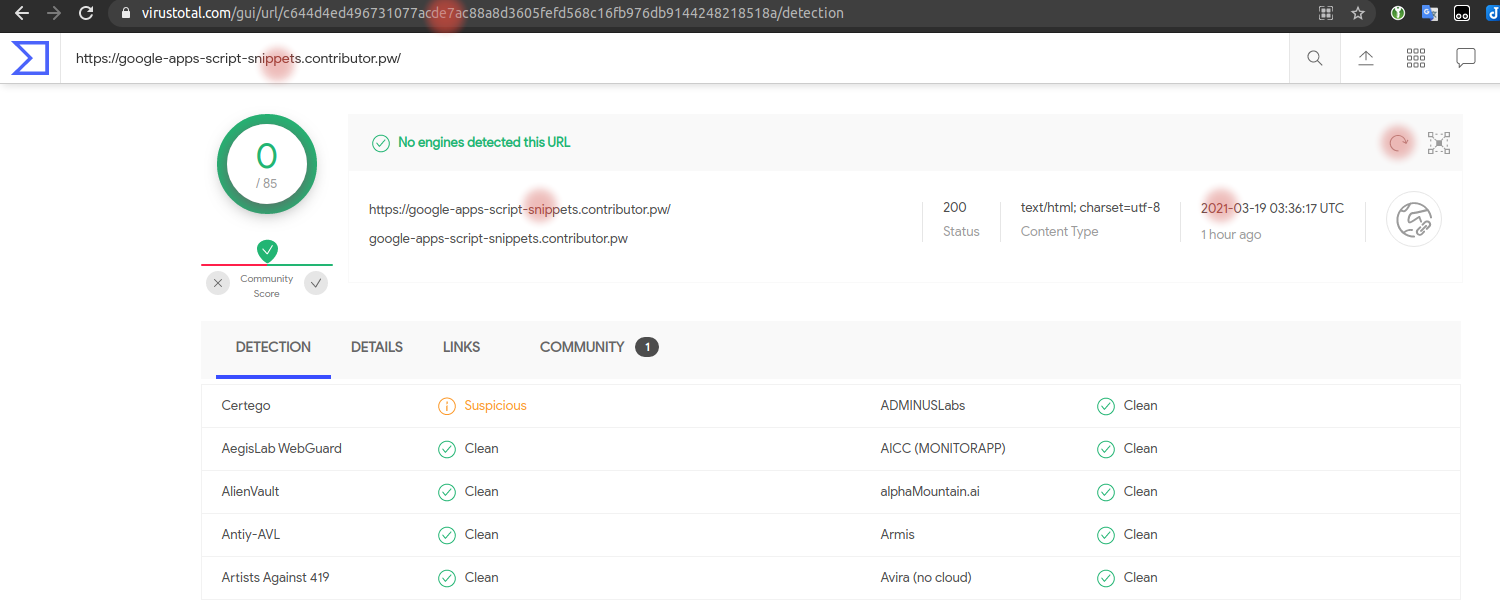 virustotal.com/gui/url/c644d4ed496731077acde7ac88a8d3605fefd568c16fb976db9144248218518a/detection
https://google-apps-script-snippets.contributor.pw/
0
/ 85
No engines detected this URL
https://google-apps-script-snippets.contributor.pw/
google-apps-script-snippets.contributor.pw
200
Status
text/html; charset=utf-8
Content Type
2021-03-19 03:36:17 UTC
1 hour ago
Community
Score
DETECTION DETAILS LINKS COMMUNITY 1
Certego Suspicious ADMINUSLabs Clean
AegisLab WebGuard Clean AICC (MONITORAPP) Clean
AlienVault Clean alphaMountain.ai Clean
Antiy-AVL Clean Armis Clean
Artists Against 419 Clean Avira (no cloud) Clean